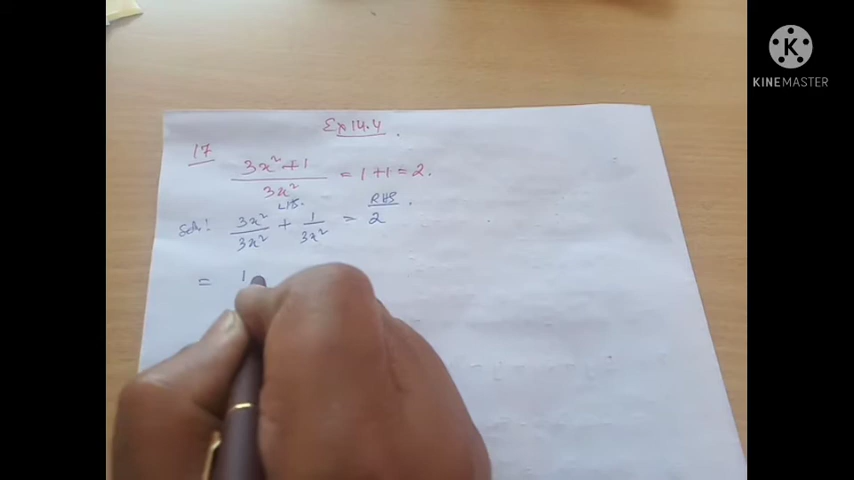 KINEMASTER
Ex 14.4 .
17
3x²+1 / 3x² = 1+1 = 2.
LHS. RHS .
Soln: 3x²/3x² + 1/3x² = 2
= 1